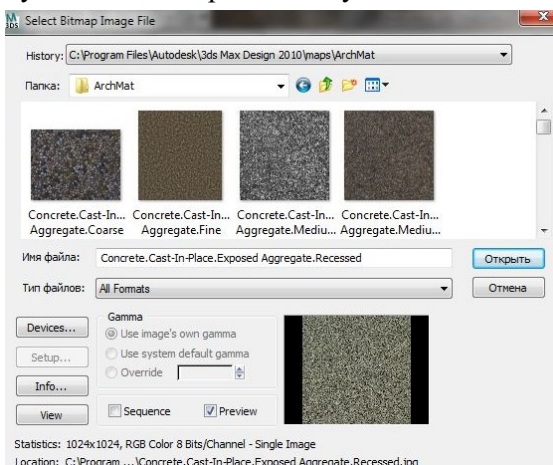 Select Bitmap Image File
History: C:\Program Files\Autodesk\3ds Max Design 2010\maps\ArchMat
Папка: ArchMat
Concrete.Cast-In... Concrete.Cast-In... Concrete.Cast-In... Concrete.Cast-In...
Aggregate.Coarse Aggregate.Fine Aggregate.Mediu... Aggregate.Mediu...
Имя файла: Concrete.Cast-In-Place.Exposed Aggregate.Recessed Открыть
Тип файлов: All Formats Отмена
Devices... Gamma
Use image's own gamma
Setup... Use system default gamma
Override
Info...
View Sequence Preview
Statistics: 1024x1024, RGB Color 8 Bits/Channel - Single Image
Location: C:\Program ...\Concrete.Cast-In-Place.Exposed Aggregate.Recessed.jpg